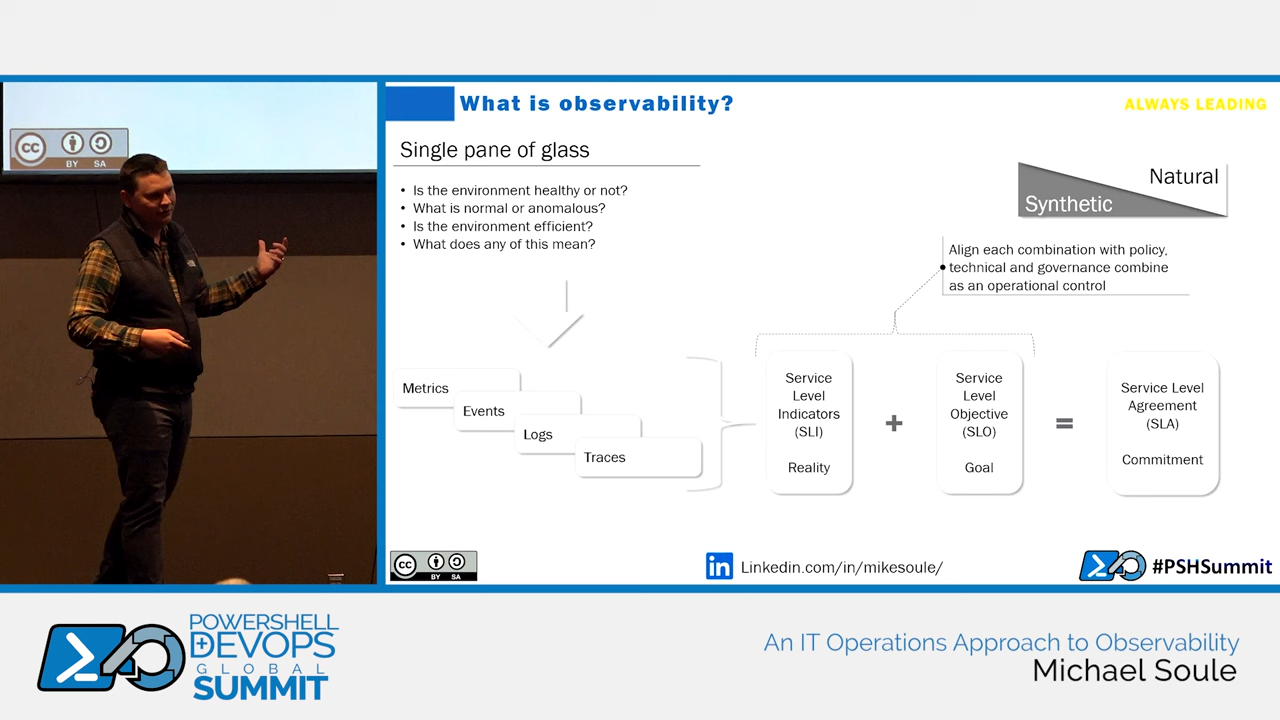 CC
BY SA
What is observability?
ALWAYS LEADING
Single pane of glass
• Is the environment healthy or not?
• What is normal or anomalous?
• Is the environment efficient?
• What does any of this mean?
Natural
Synthetic
Align each combination with policy,
technical and governance combine
as an operational control
Metrics
Events
Logs
Traces
Service
Level
Indicators
(SLI)
Reality
+
Service
Level
Objective
(SLO)
Goal
=
Service Level
Agreement
(SLA)
Commitment
CC
BY SA
in
Linkedin.com/in/mikesoule/
#PSHSummit
POWERSHELL
+ DEVOPS
GLOBAL
SUMMIT
An IT Operations Approach to Observability
Michael Soule